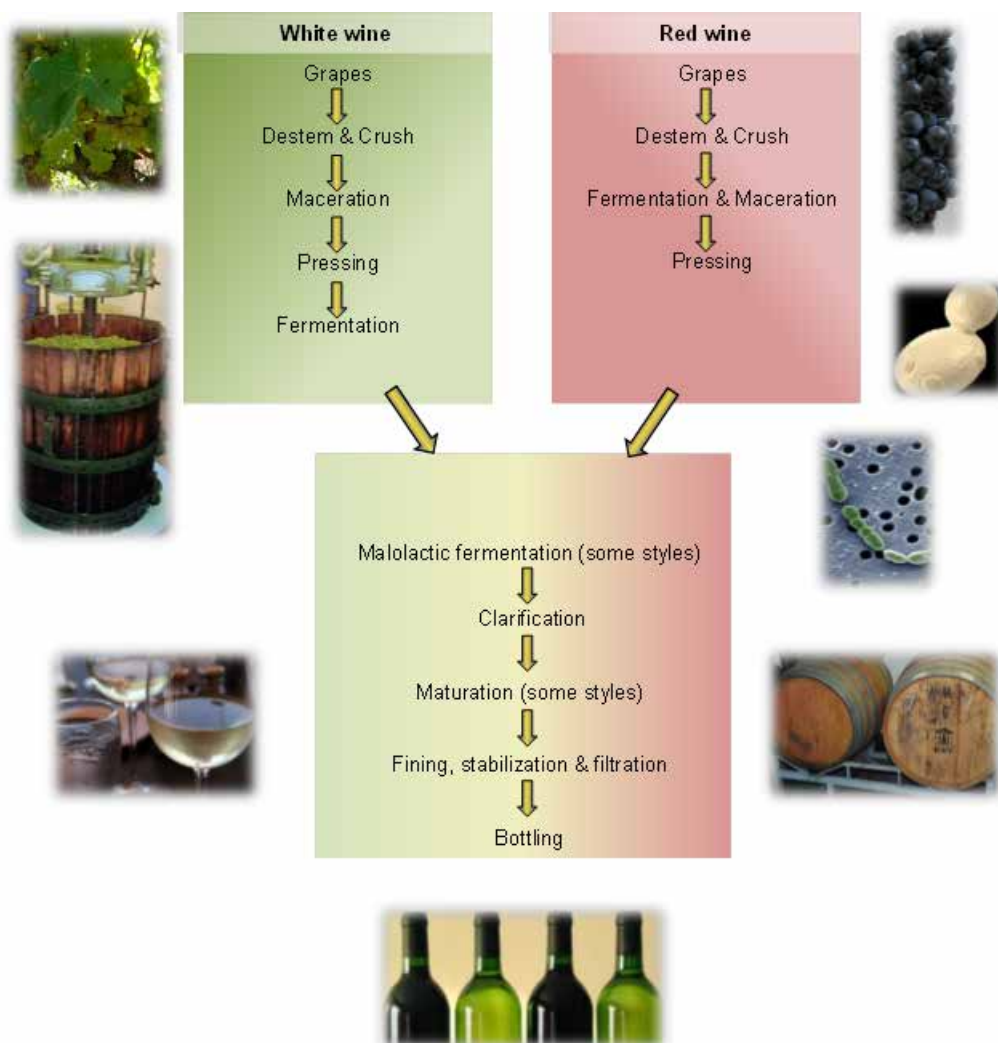 White wine
Grapes
Destem & Crush
Maceration
Pressing
Fermentation
Red wine
Grapes
Destem & Crush
Fermentation & Maceration
Pressing
Malolactic fermentation (some styles)
Clarification
Maturation (some styles)
Fining, stabilization & filtration
Bottling